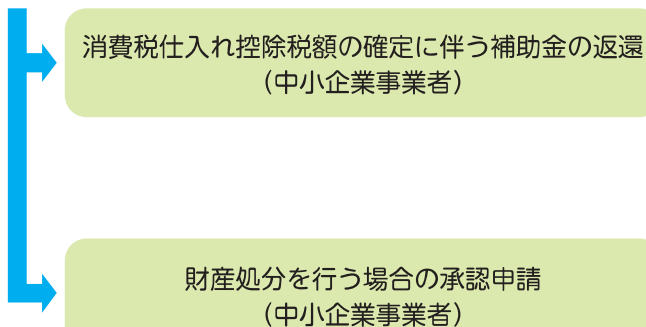 消費税仕入れ控除税額の確定に伴う補助金の返還
（中小企業事業者）
財産処分を行う場合の承認申請
（中小企業事業者）